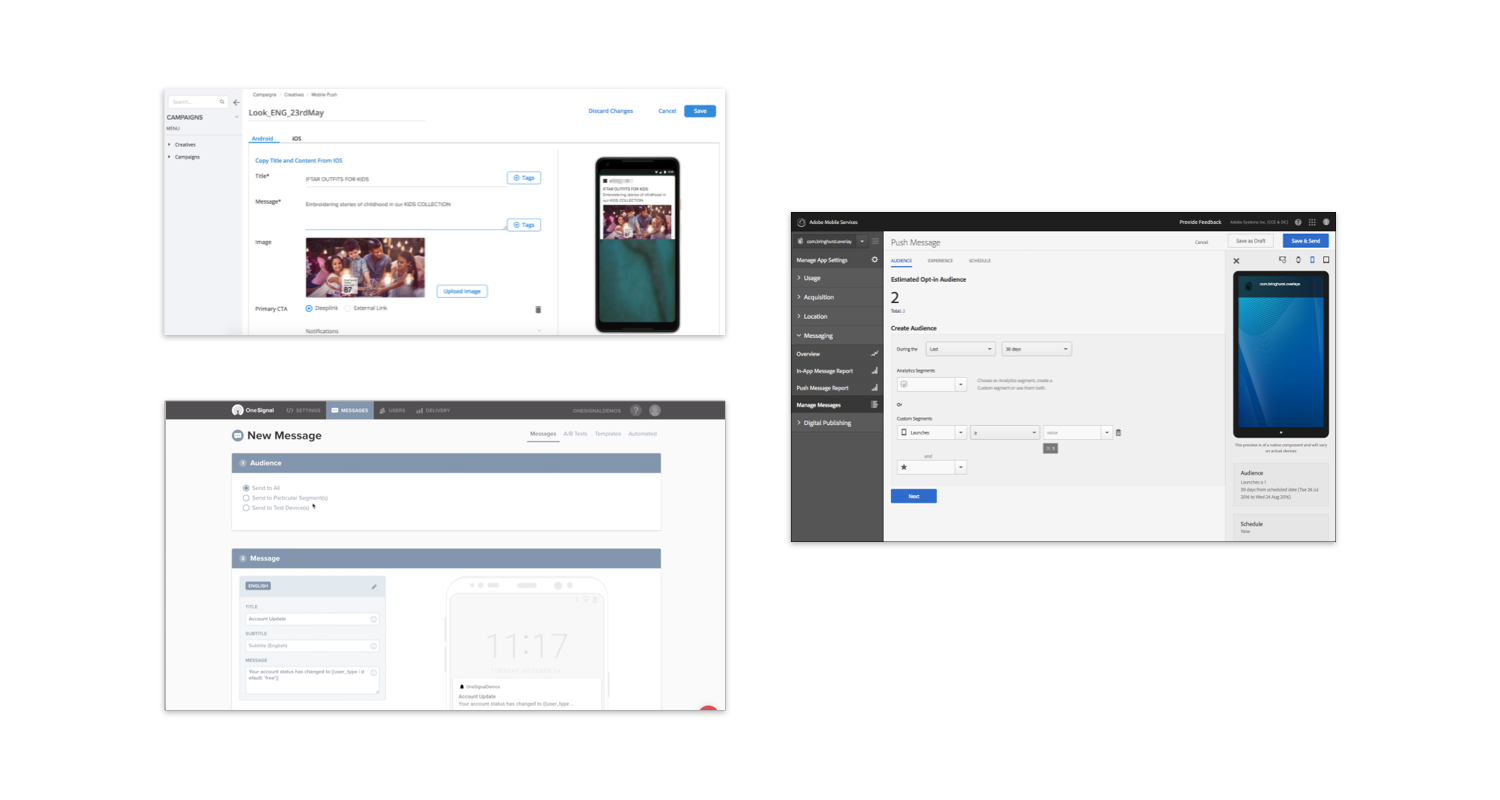 Search...
CAMPAIGNS
MENU
Creatives
Campaigns
Campaigns / Creatives / Mobile Push
Look_ENG_23rdMay
Discard Changes
Cancel
Save
Android
iOS
Copy Title and Content From IOS
Title*
IFTAR OUTFITS FOR KIDS
Tags
Message*
Embroidering stories of childhood in our KIDS COLLECTION
Tags
Image
Upload Image
Primary CTA
Deeplink
External Link
Notifications
IFTAR OUTFITS FOR KIDS
Embroidering stories of childhood in
our KIDS COLLECTION
OneSignal
SETTINGS
MESSAGES
USERS
DELIVERY
ONESIGNALDEMOS
?
New Message
Messages
A/B Tests
Templates
Automated
1 Audience
Send to All
Send to Particular Segment(s)
Send to Test Device(s)
2 Message
ENGLISH
TITLE
Account Update
SUBTITLE
Subtitle (English)
MESSAGE
Your account status has changed to {{user_type | d
efault: 'free'}}
11:17
OneSignalDemos
Account Update
Your account status has changed to {{user_type ...
Adobe Mobile Services
Provide Feedback
Adobe Systems Inc. (CC & DC)
com.bringhurst.overlay
Manage App Settings
Usage
Acquisition
Location
Messaging
Overview
In-App Message Report
Push Message Report
Manage Messages
Digital Publishing
Push Message
Cancel
Save as Draft
Save & Send
AUDIENCE
EXPERIENCE
SCHEDULE
Estimated Opt-in Audience
2
Total: 2
Create Audience
During the
Last
30 days
Analytics Segments
Choose an Analytics segment, create a
Custom segment or use them both.
Or
Custom Segments
Launches
is
value
and
Next
com.bringhurst.overlays
This preview is of a native component and will vary
on actual devices
Audience
30 days from scheduled date (Tue 26 Jul
2016 to Wed 24 Aug 2016)
Schedule
Now